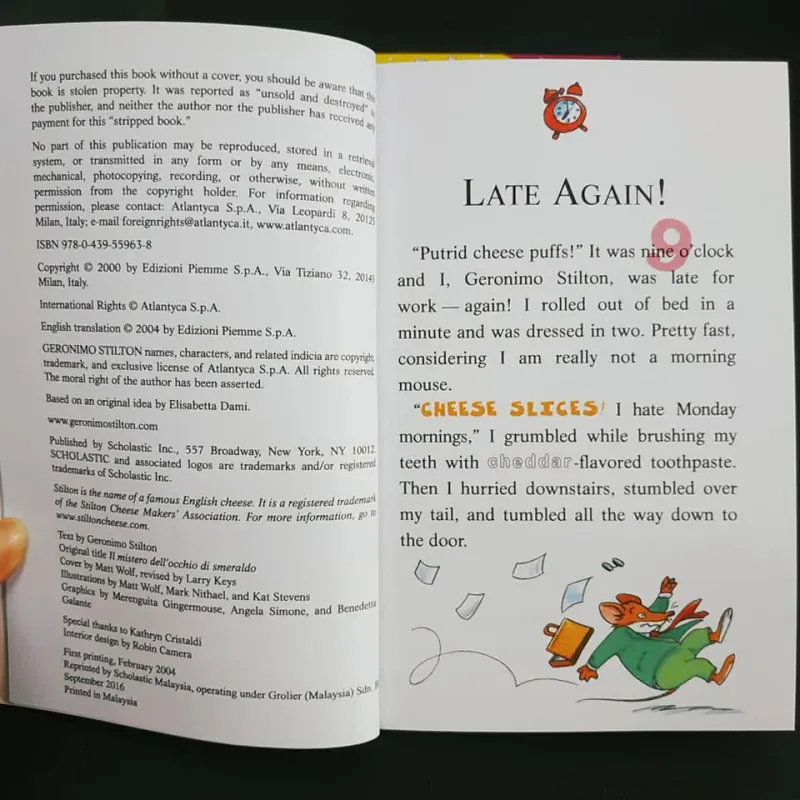 If you purchased this book without a cover, you should be aware that this
book is stolen property. It was reported as “unsold and destroyed” to
the publisher, and neither the author nor the publisher has received any
payment for this “stripped book.”
No part of this publication may be reproduced, stored in a retrieval
system, or transmitted in any form or by any means, electronic,
mechanical, photocopying, recording, or otherwise, without written
permission from the copyright holder. For information regarding
permission, please contact: Atlantyca S.p.A., Via Leopardi 8, 20123
Milan, Italy; e-mail foreignrights@atlantyca.it, www.atlantyca.com.
ISBN 978-0-439-55963-8
Copyright © 2000 by Edizioni Piemme S.p.A., Via Tiziano 32, 20145
Milan, Italy.
International Rights © Atlantyca S.p.A.
English translation © 2004 by Edizioni Piemme S.p.A.
GERONIMO STILTON names, characters, and related indicia are copyright,
trademark, and exclusive license of Atlantyca S.p.A. All rights reserved.
The moral right of the author has been asserted.
Based on an original idea by Elisabetta Dami.
www.geronimostilton.com
Published by Scholastic Inc., 557 Broadway, New York, NY 10012.
SCHOLASTIC and associated logos are trademarks and/or registered
trademarks of Scholastic Inc.
Stilton is the name of a famous English cheese. It is a registered trademark
of the Stilton Cheese Makers’ Association. For more information, go to
www.stiltoncheese.com.
Text by Geronimo Stilton
Original title Il mistero dell’occhio di smeraldo
Cover by Matt Wolf, revised by Larry Keys
Illustrations by Matt Wolf, Mark Nithael, and Kat Stevens
Graphics by Merenguita Gingermouse, Angela Simone, and Benedetta
Galante
Special thanks to Kathryn Cristaldi
Interior design by Robin Camera
First printing, February 2004
Reprinted by Scholastic Malaysia, operating under Grolier (Malaysia) Sdn.
September 2016
Printed in Malaysia
LATE AGAIN!
9
“Putrid cheese puffs!” It was nine o’clock
and I, Geronimo Stilton, was late for
work — again! I rolled out of bed in a
minute and was dressed in two. Pretty fast,
considering I am really not a morning
mouse.
“CHEESE SLICES! I hate Monday
mornings,” I grumbled while brushing my
teeth with cheddar-flavored toothpaste.
Then I hurried downstairs, stumbled over
my tail, and tumbled all the way down to
the door.